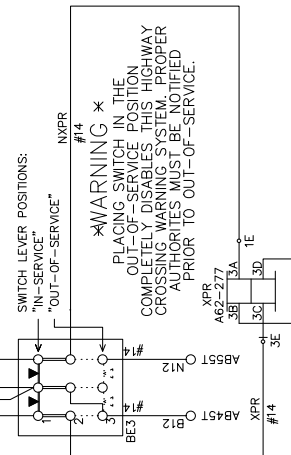 SWITCH LEVER POSITIONS:
"IN-SERVICE"
"OUT-OF-SERVICE"
NXPR
#14
*WARNING*
PLACING SWITCH IN THE
OUT-OF-SERVICE POSITION
COMPLETELY DISABLES THIS HIGHWAY
CROSSING WARNING SYSTEM. PROPER
AUTHORITES MUST BE NOTIFIED
PRIOR TO OUT-OF-SERVICE.
1
2
3
BE3
#14
#14
N12
AB55T
B12
AB45T
XPR
A62-277
3B
3A
3C
3D
1E
3E
XPR
#14